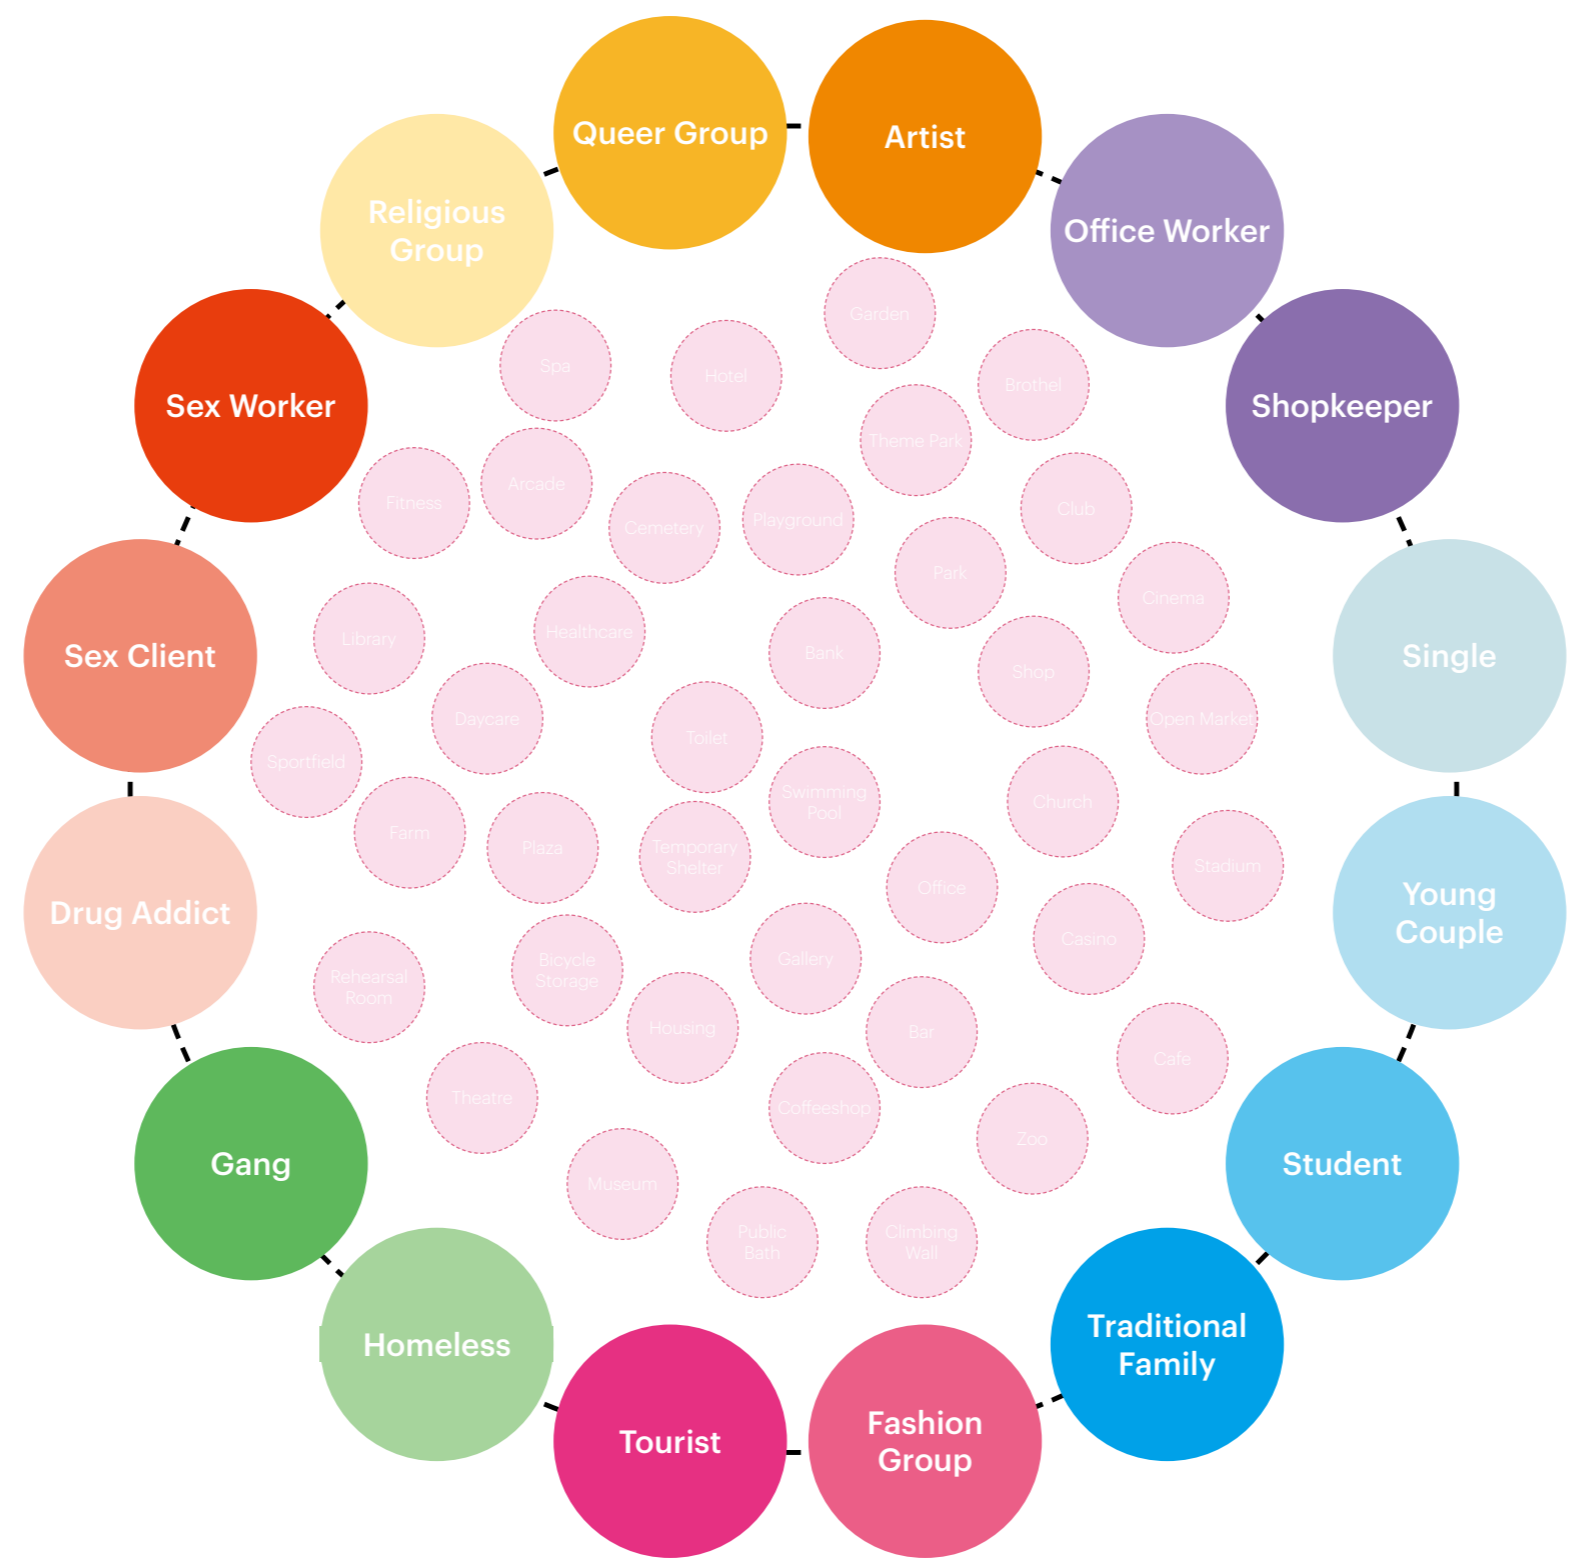 Queer Group
Artist
Religious
Group
Office Worker
Garden
Spa
Hotel
Brothel
Sex Worker
Shopkeeper
Theme Park
Arcade
Fitness
Club
Cemetery
Playground
Park
Cinema
Library
Healthcare
Bank
Sex Client
Single
Shop
Daycare
Open Market
Toilet
Sportfield
Swimming
Pool
Church
Farm
Plaza
Temporary
Shelter
Stadium
Office
Drug Addict
Young
Couple
Casino
Gallery
Bicycle
Storage
Rehearsal
Room
Housing
Bar
Cafe
Theatre
Coffeeshop
Zoo
Gang
Student
Museum
Public
Bath
Climbing
Wall
Homeless
Traditional
Family
Tourist
Fashion
Group